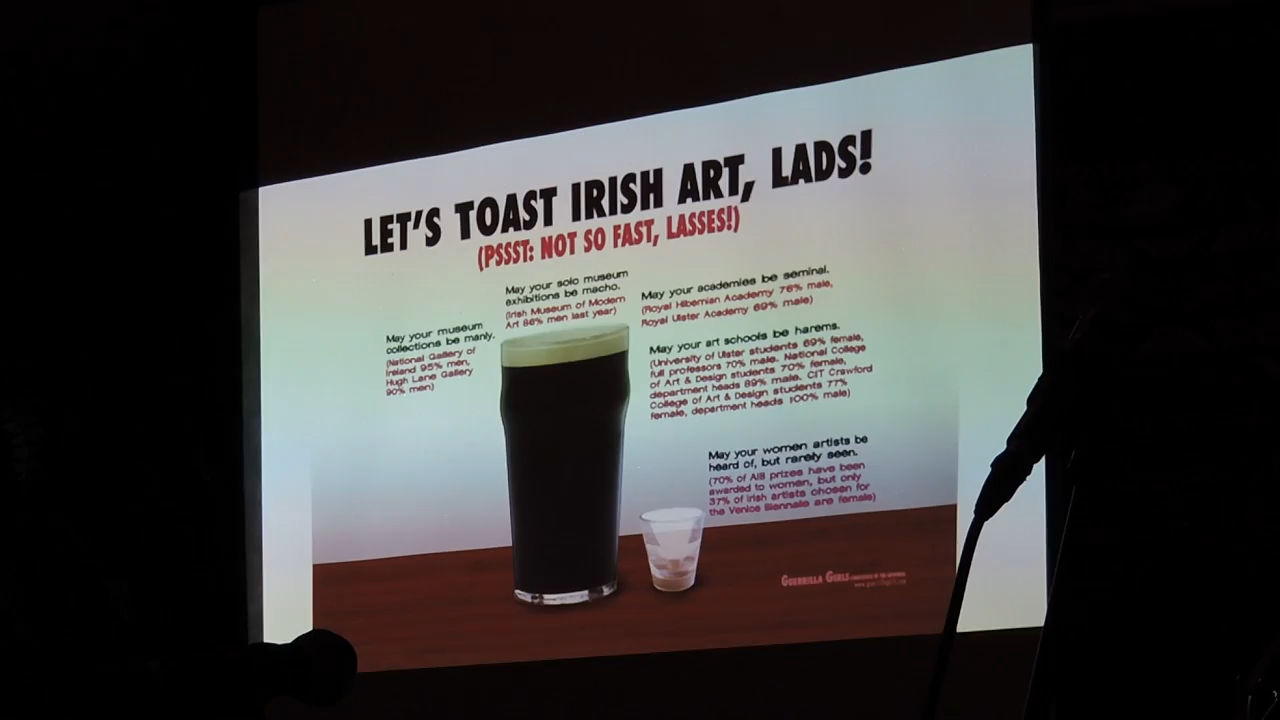 LET'S TOAST IRISH ART, LADS!
(PSSST: NOT SO FAST, LASSES!)
May your museum
collections be manly.
(National Gallery of
Ireland 95% men,
Hugh Lane Gallery
90% men)
May your solo museum
exhibitions be macho.
(Irish Museum of Modern
Art 86% men last year)
May your academies be seminal.
(Royal Hibernian Academy 76% male,
Royal Ulster Academy 69% male)
May your art schools be harems.
(University of Ulster students 69% female,
full professors 70% male. National College
of Art & Design students 70% female,
department heads 89% male. CIT Crawford
College of Art & Design students 77%
female, department heads 100% male)
May your women artists be
heard of, but rarely seen.
(70% of AIB prizes have been
awarded to women, but only
37% of Irish artists chosen for
the Venice Biennale are female)
GUERRILLA GIRLS